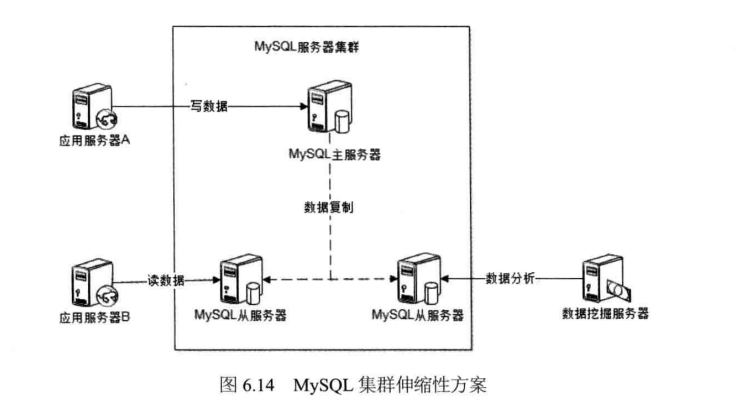 MySQL服务器集群
写数据
应用服务器A
MySQL主服务器
数据复制
读数据
数据分析
应用服务器B
MySQL从服务器
MySQL从服务器
数据挖掘服务器
图 6.14 MySQL 集群伸缩性方案